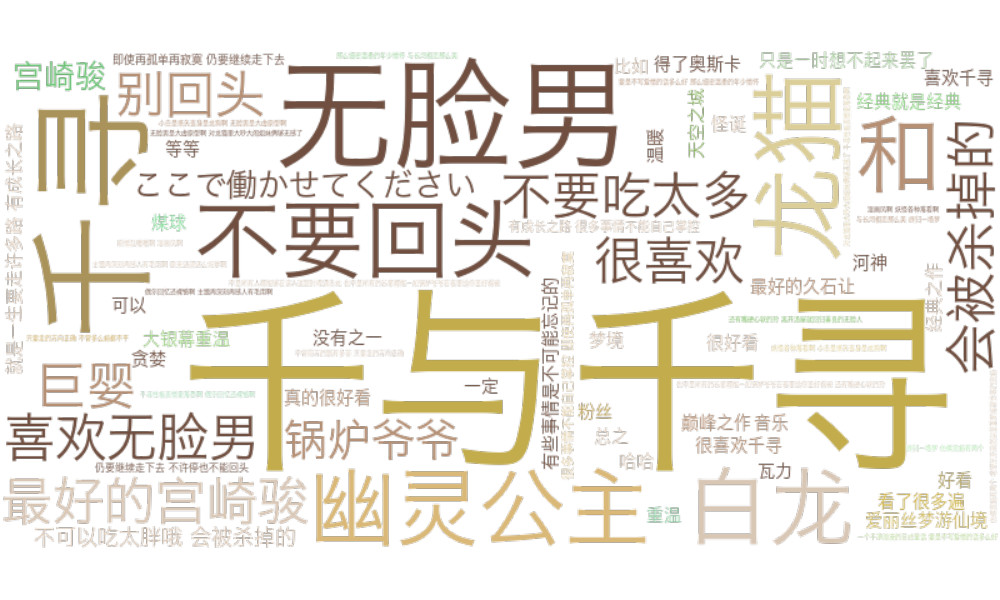 即使再孤单再寂寞 仍要继续走下去
宫崎骏
别回头
无脸男
比如
得了奥斯卡
只是一时想不起来罢了
喜欢千寻
经典就是经典
千寻
等等
温暖
天空之城
怪诞
龙猫
和
会被杀掉的
ここで働かせてください
不要吃太多
不要回头
有成长之路 很多事情不能自己掌控
就是一生要走许多路 有成长之路
煤球
很喜欢
河神
最好的久石让
可以
千与千寻
大银幕重温
没有之一
贪婪
梦境
很好看
经典之作
巨婴
真的很好看
一定
有些事情是不可能忘记的
粉丝
巅峰之作 音乐
喜欢无脸男
锅炉爷爷
总之
很喜欢千寻
哈哈
瓦力
仍要继续走下去 不许停也不能回头
最好的宫崎骏
幽灵公主
白龙
好看
看了很多遍
重温
爱丽丝梦游仙境
不可以吃太胖哦 会被杀掉的